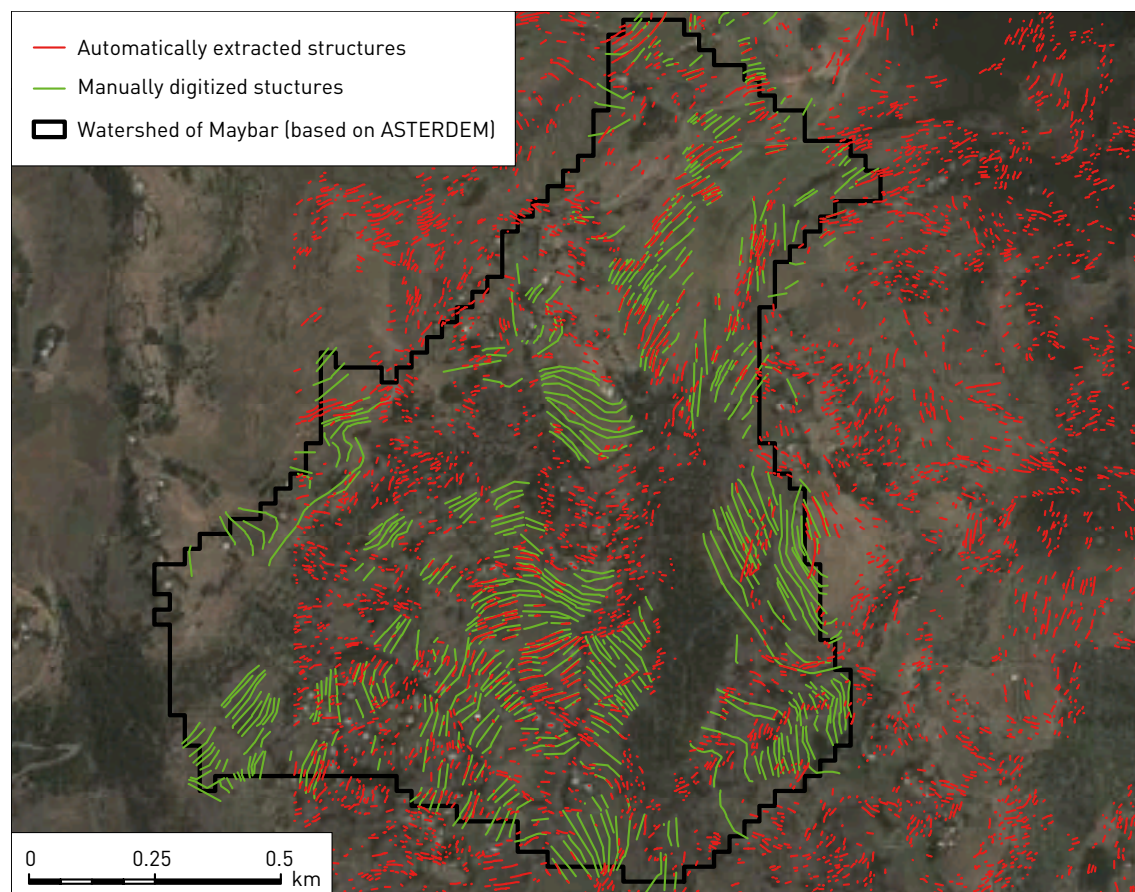 Automatically extracted structures
Manually digitized stuctures
Watershed of Maybar (based on ASTERDEM)
0 0.25 0.5
km